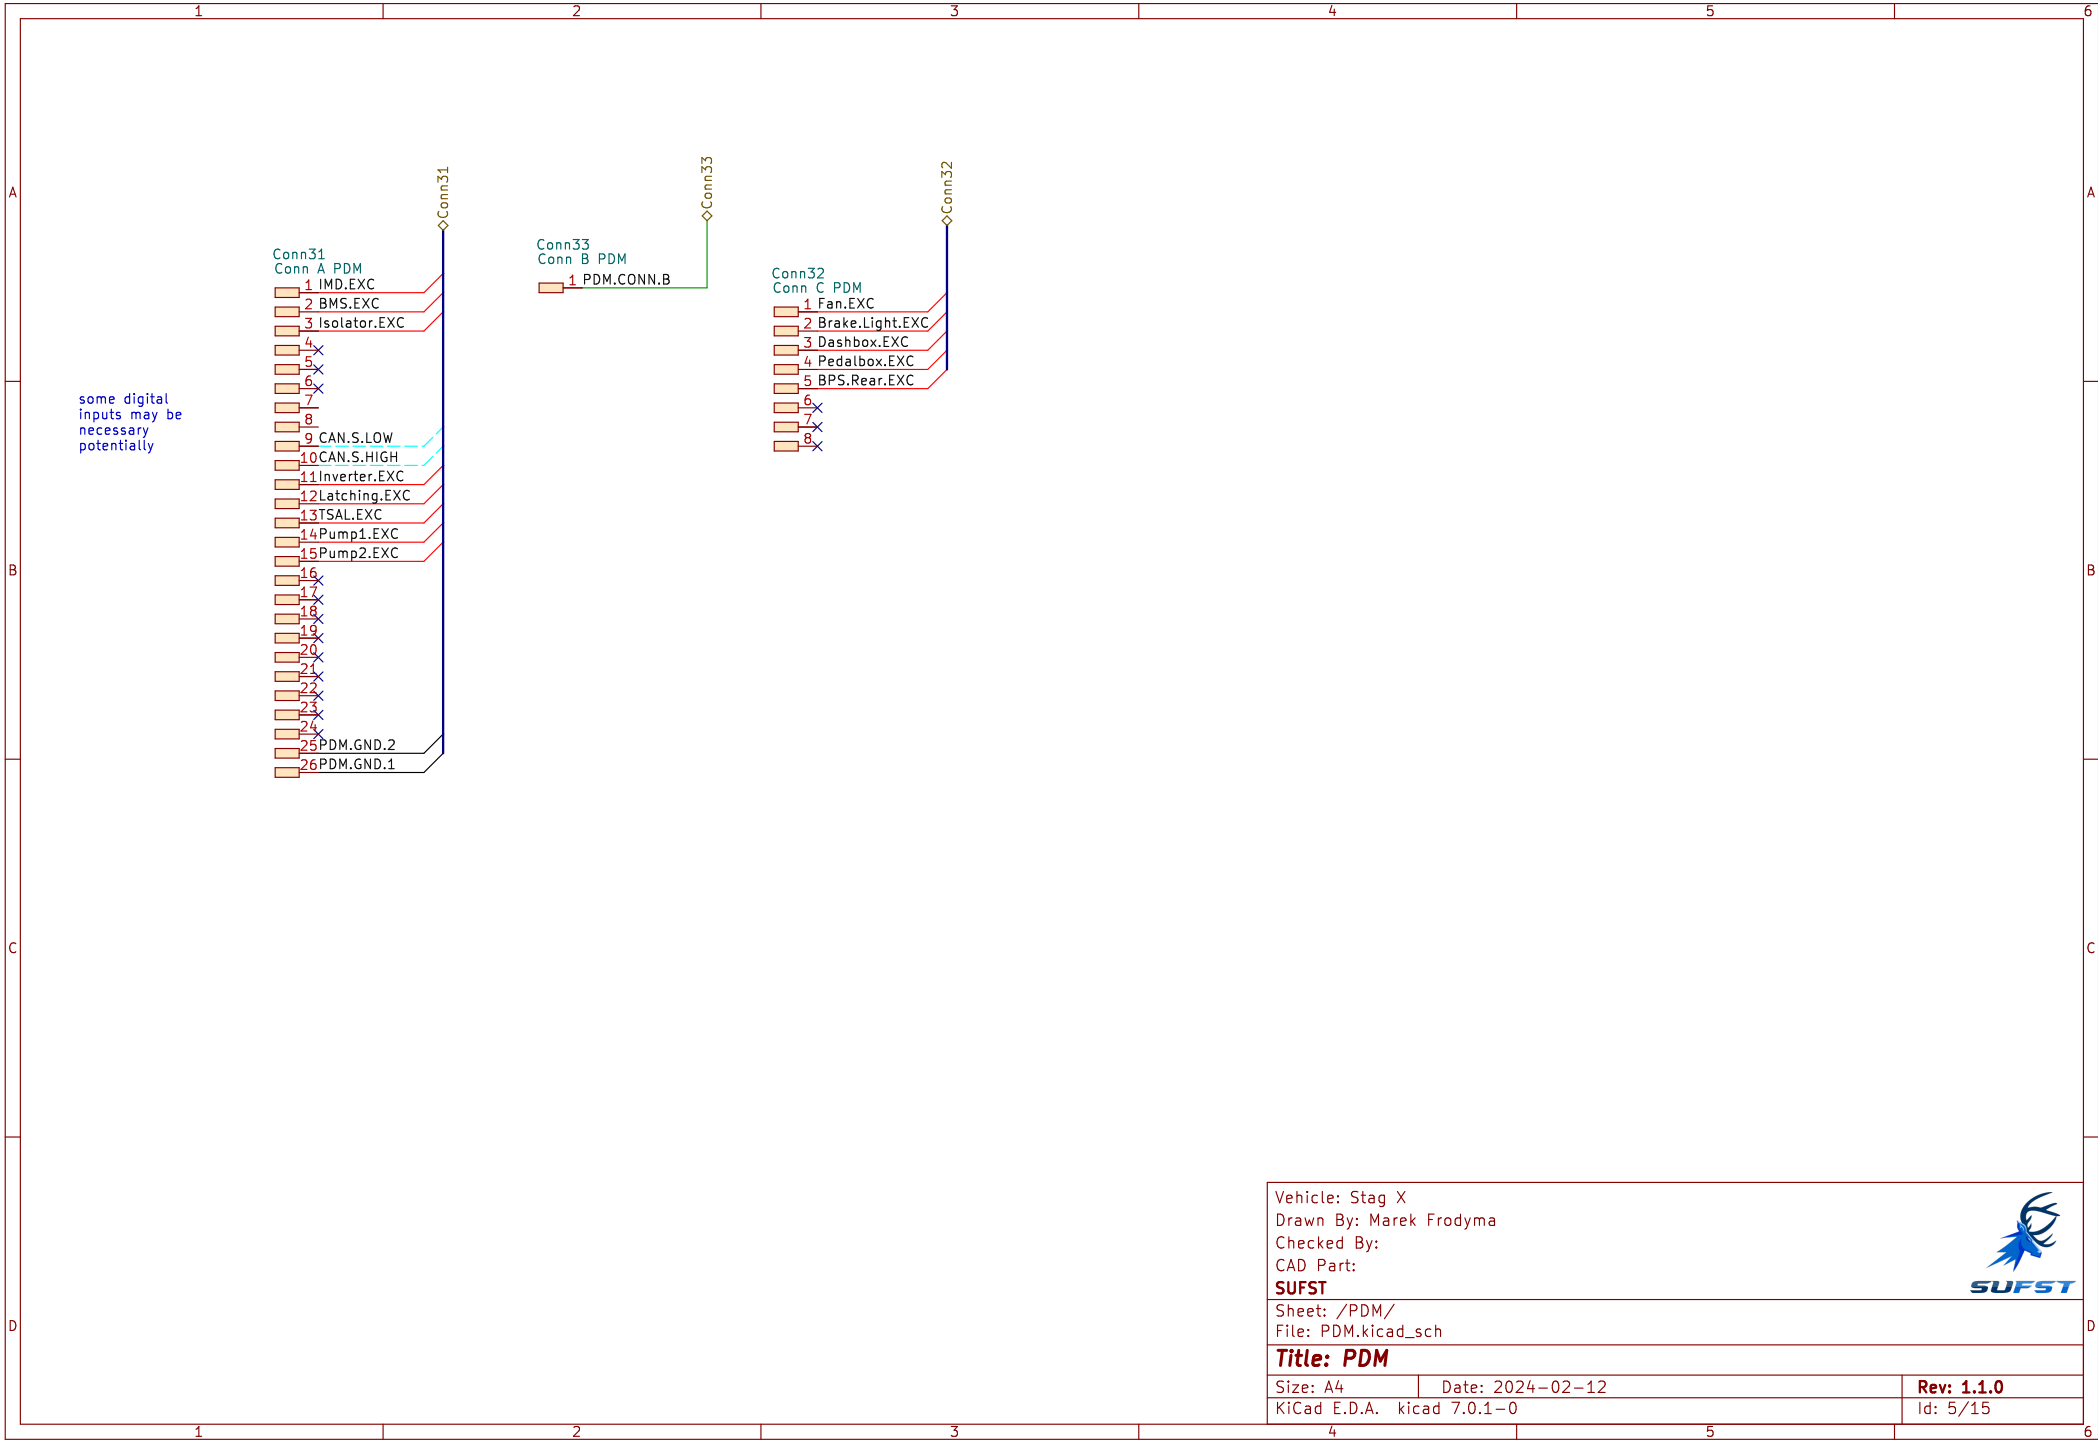 1 2 3 4 5 6
A
A
Conn31
Conn33
Conn32
Conn31
Conn A PDM
1 IMD.EXC
2 BMS.EXC
3 Isolator.EXC
4
5
6
7
8
9 CAN.S.LOW
10 CAN.S.HIGH
11 Inverter.EXC
12 Latching.EXC
13 TSAL.EXC
14 Pump1.EXC
15 Pump2.EXC
16
17
18
19
20
21
22
23
24
25 PDM.GND.2
26 PDM.GND.1
Conn33
Conn B PDM
1 PDM.CONN.B
Conn32
Conn C PDM
1 Fan.EXC
2 Brake.Light.EXC
3 Dashbox.EXC
4 Pedalbox.EXC
5 BPS.Rear.EXC
6
7
8
some digital
inputs may be
necessary
potentially
B
B
C
C
D
D
Vehicle: Stag X
Drawn By: Marek Frodyma
Checked By:
CAD Part:
SUFST
SUFST
Sheet: /PDM/
File: PDM.kicad_sch
Title: PDM
Size: A4
Date: 2024-02-12
Rev: 1.1.0
KiCad E.D.A. kicad 7.0.1-0
Id: 5/15
1 2 3 4 5 6